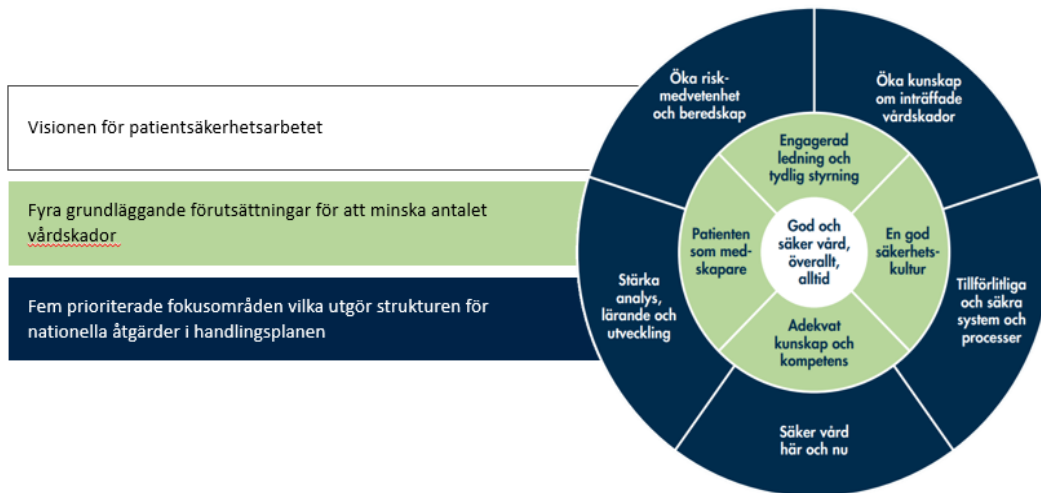 Visionen för patientsäkerhetsarbetet
Fyra grundläggande förutsättningar för att minska antalet
vårdskador
Fem prioriterade fokusområden vilka utgör strukturen för
nationella åtgärder i handlingsplanen
Öka risk-
medvetenhet
och beredskap
Öka kunskap
om inträffade
vårdskador
Engagerad
ledning och
tydlig styrning
Patienten
som med-
skapare
God och
säker vård,
överallt,
alltid
En god
säkerhets-
kultur
Stärka
analys,
lärande och
utveckling
Tillförlitliga
och säkra
system och
processer
Adekvat
kunskap och
kompetens
Säker vård
här och nu